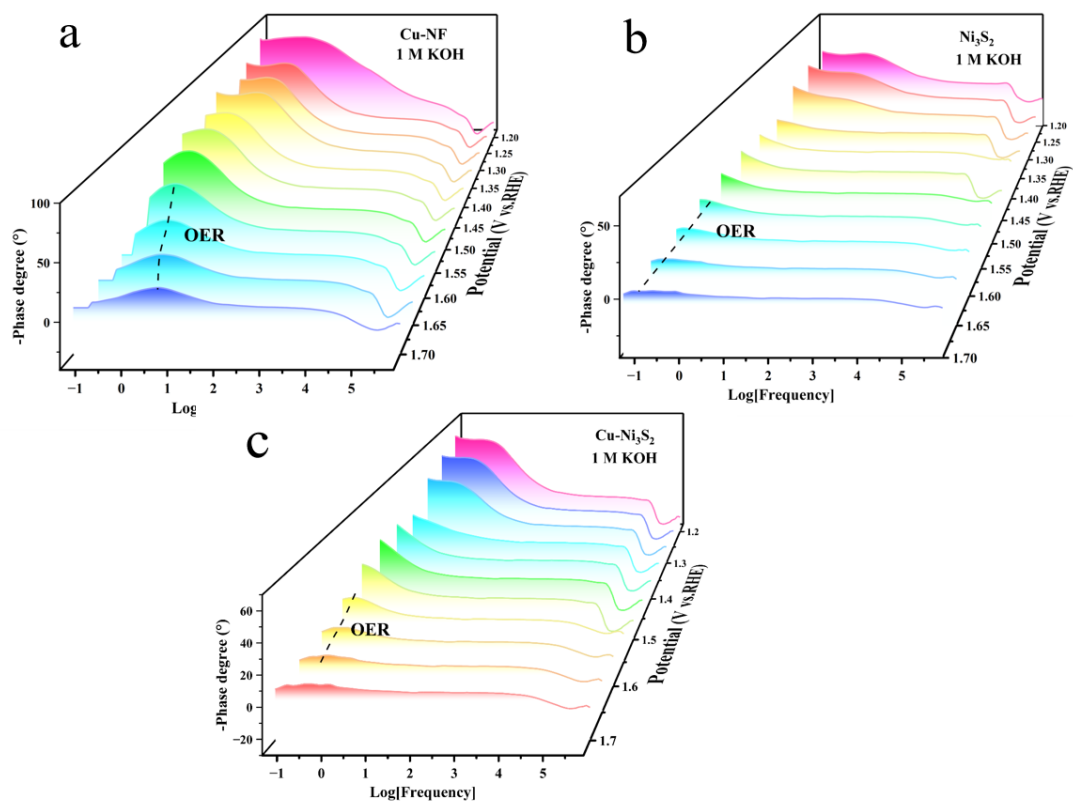 a
Cu-NF
1 M KOH
100
50
0
-Phase degree (°)
OER
−1 0 1 2 3 4 5
Log
1.20
1.25
1.30
1.35
1.40
1.45
1.50
1.55
1.60
1.65
1.70
Potential (V vs.RHE)
b
Ni₃S₂
1 M KOH
50
0
-Phase degree (°)
OER
−1 0 1 2 3 4 5
Log[Frequency]
1.20
1.25
1.30
1.35
1.40
1.45
1.50
1.55
1.60
1.65
1.70
Potential (V vs.RHE)
c
Cu-Ni₃S₂
1 M KOH
60
40
20
0
−20
-Phase degree (°)
OER
−1 0 1 2 3 4 5
Log[Frequency]
1.2
1.3
1.4
1.5
1.6
1.7
Potential (V vs.RHE)